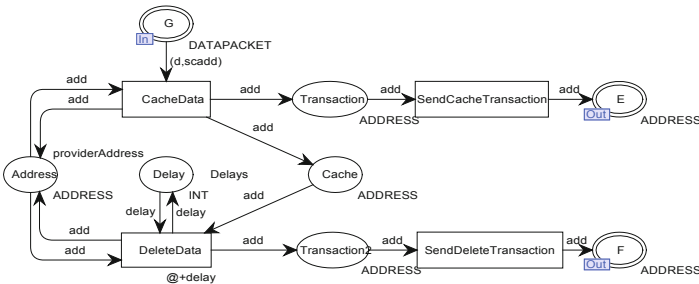 G
In
DATAPACKET
(d,scadd)
add
add
CacheData
add
Transaction
add
SendCacheTransaction
add
E
Out
ADDRESS
ADDRESS
add
providerAddress
Address
ADDRESS
Delay
Delays
INT
Cache
ADDRESS
add
delay
delay
add
add
DeleteData
add
Transaction2
add
SendDeleteTransaction
add
F
Out
ADDRESS
ADDRESS
@+delay